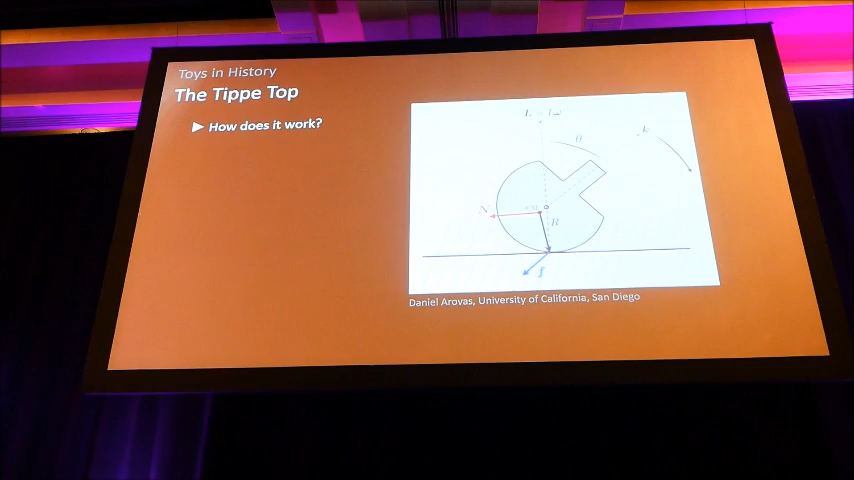 Toys in History
The Tippe Top
▶ How does it work?
θ
k
N
R
f
Daniel Arovas, University of California, San Diego